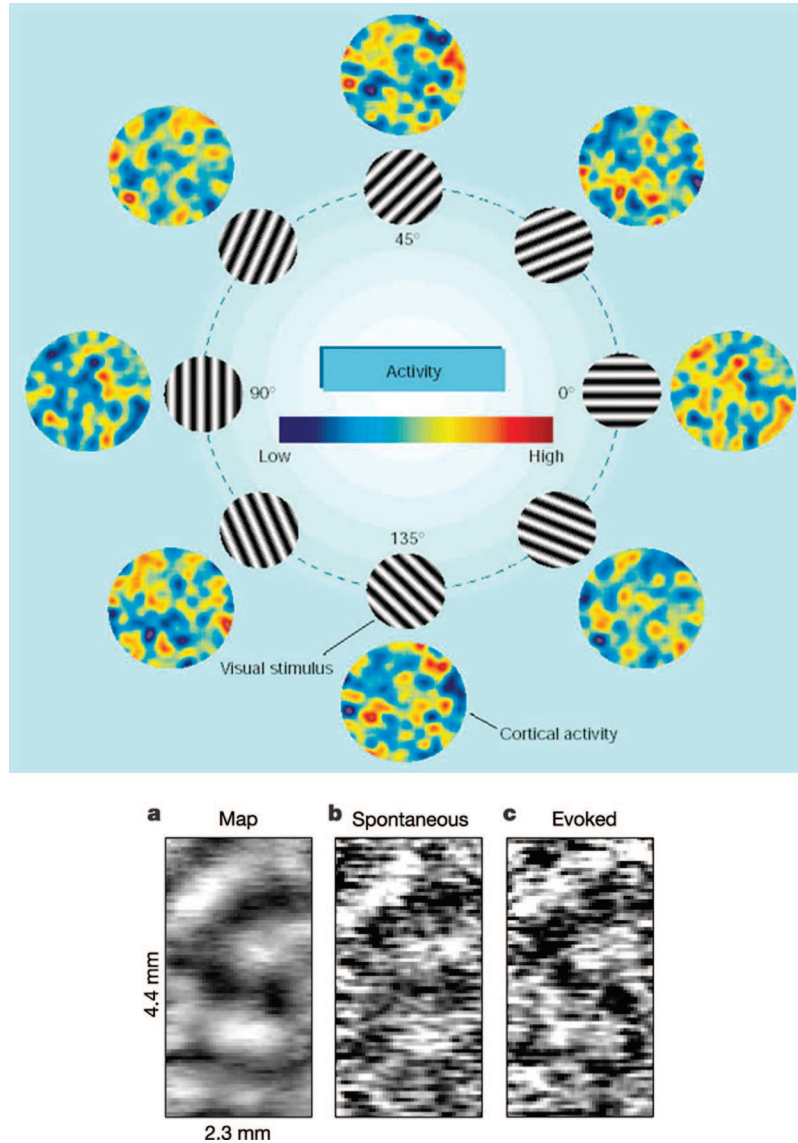 45°
Activity
90°
0°
Low
High
135°
Visual stimulus
Cortical activity
a Map
b Spontaneous
c Evoked
4.4 mm
2.3 mm